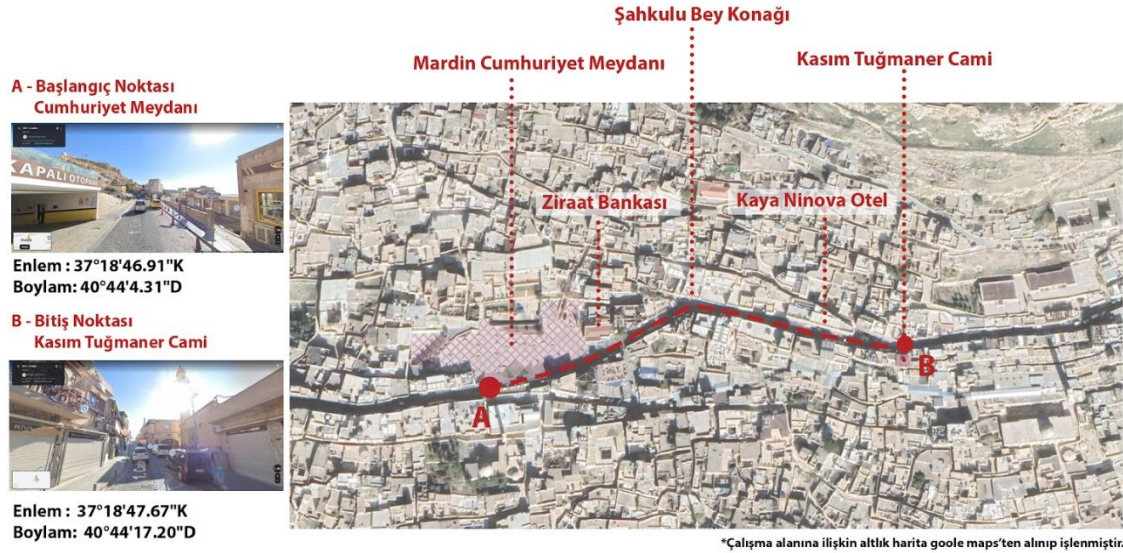 Şahkulu Bey Konağı
Mardin Cumhuriyet Meydanı
Kasım Tuğmaner Cami
A - Başlangıç Noktası
Cumhuriyet Meydanı
KAPALI OTOPARK
Enlem : 37°18'46.91"K
Boylam: 40°44'4.31"D
Ziraat Bankası
Kaya Ninova Otel
B - Bitiş Noktası
Kasım Tuğmaner Cami
Enlem : 37°18'47.67"K
Boylam: 40°44'17.20"D
A
B
*Çalışma alanına ilişkin altlık harita goole maps'ten alınıp işlenmiştir.